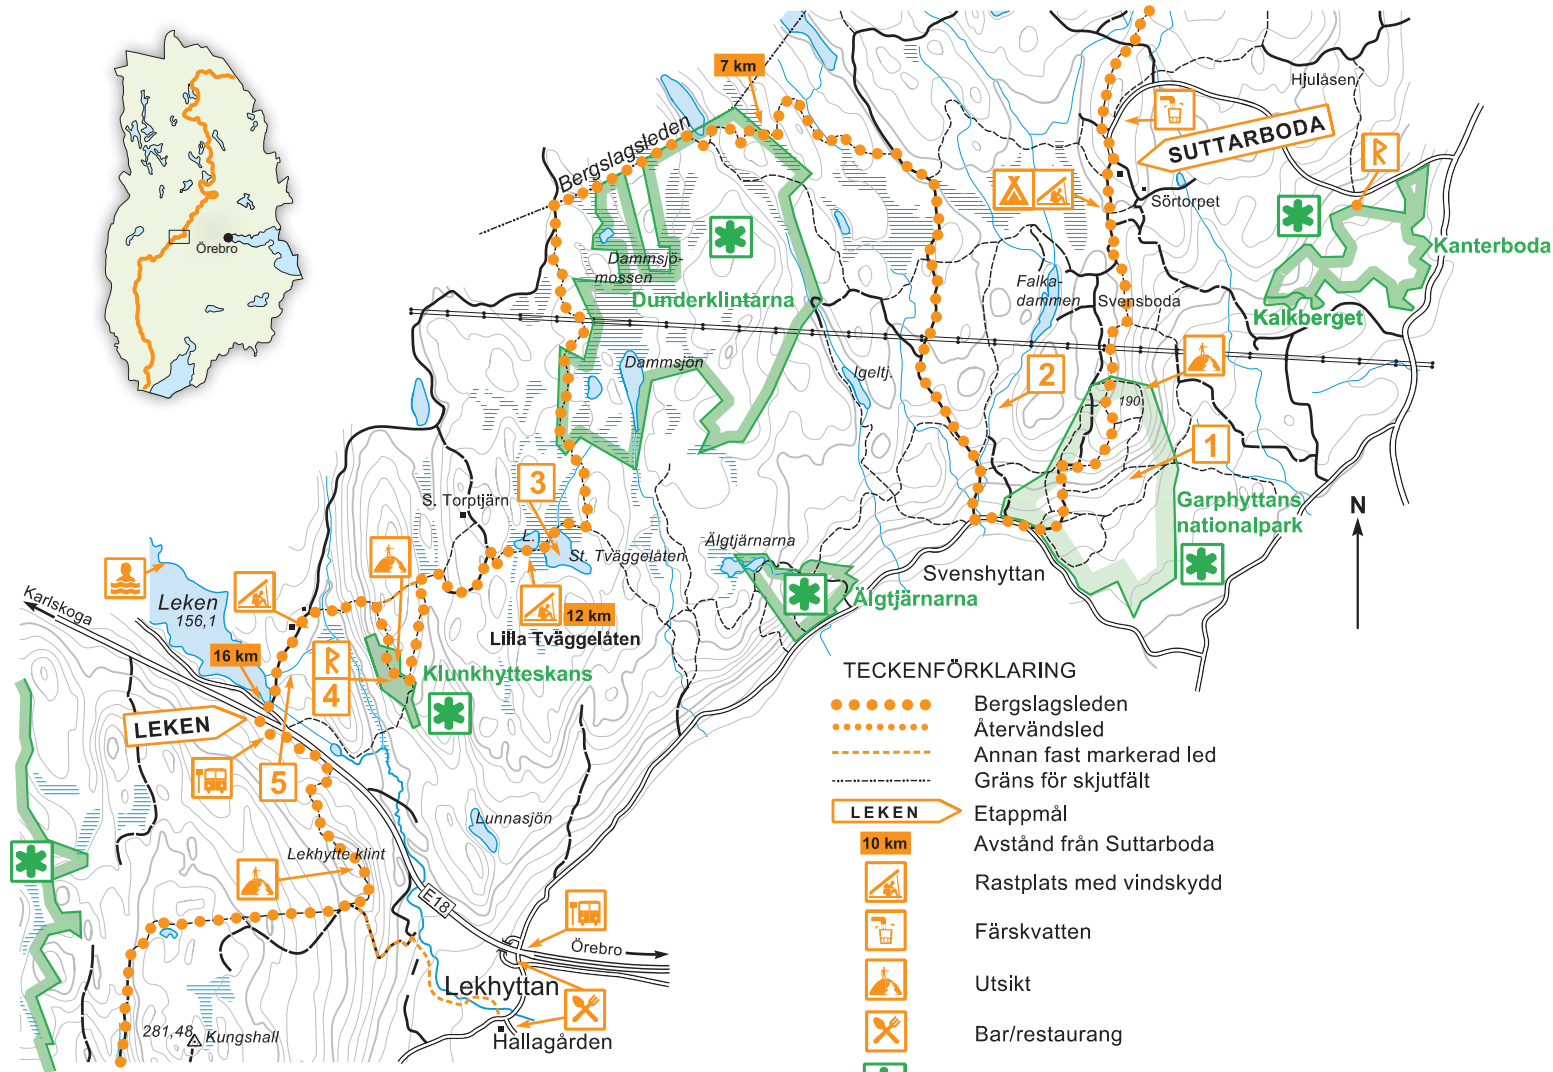 Örebro
7 km
Bergslagsleden
Hjulåsen
SUTTARBODA
Sörtorpet
Kanterboda
Kalkberget
Dammsjö-
mossen
Dunderklintarna
Falka-
dammen
Svensboda
Dammsjön
Igeltj.
2
190
1
Garphyttans
nationalpark
N
S. Torptjärn
3
L.
St. Tväggelåten
Älgtjärnarna
Svenshyttan
Älgtjärnarna
12 km
Lilla Tväggelåten
Karlskoga
Leken
156,1
16 km
R
R
4
Klunkhytteskans
LEKEN
5
Lunnasjön
Lekhytte klint
E18
Örebro
Lekhyttan
Hallagården
281,48
Kungshall
TECKENFÖRKLARING
Bergslagsleden
Återvändsled
Annan fast markerad led
Gräns för skjutfält
LEKEN
Etappmål
10 km
Avstånd från Suttarboda
Rastplats med vindskydd
Färskvatten
Utsikt
Bar/restaurang